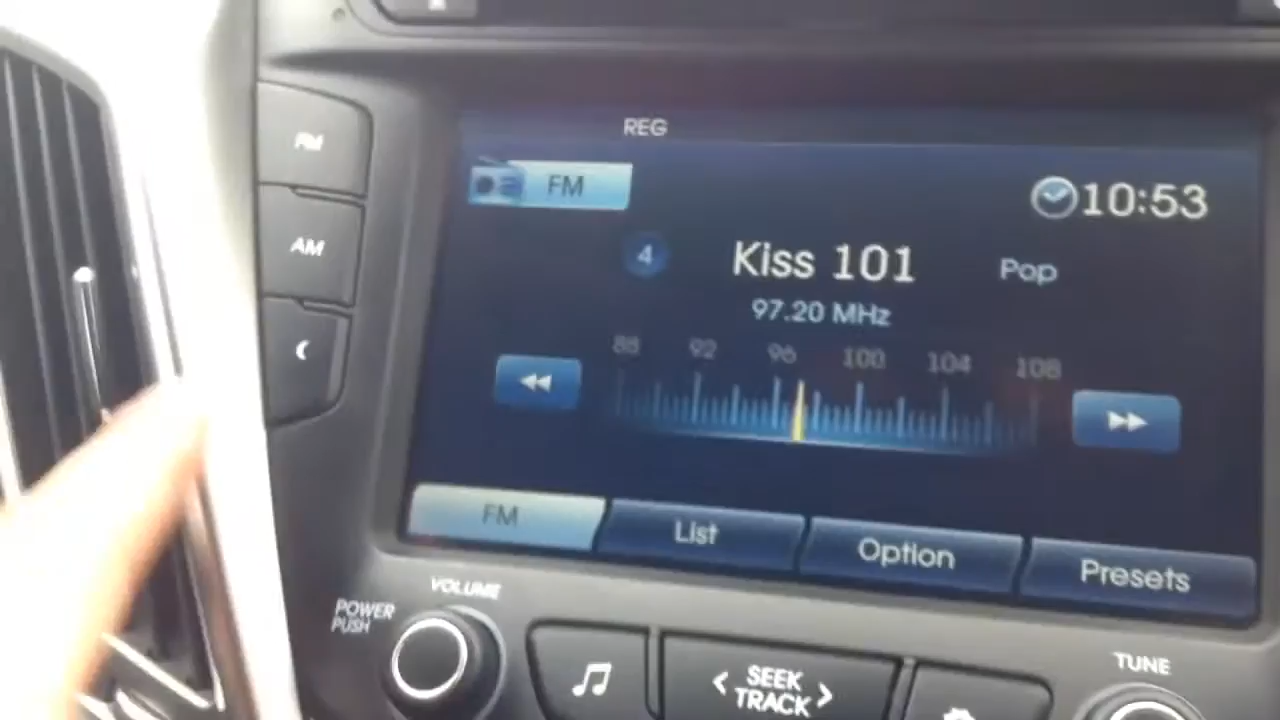 REG
FM
FM
10:53
AM
4
Kiss 101
Pop
97.20 MHz
88 92 96 100 104 108
FM
List
Option
Presets
VOLUME
POWER
PUSH
SEEK
TRACK
TUNE